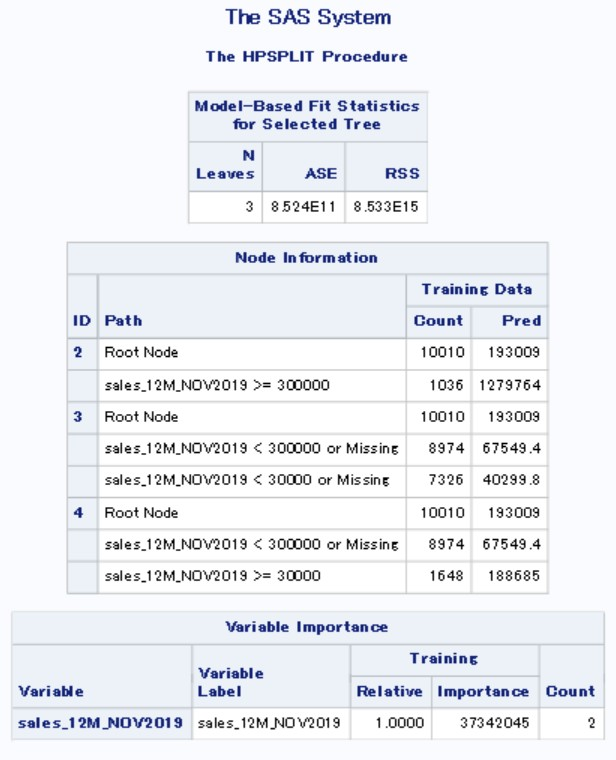 The SAS System
The HPSPLIT Procedure
Model-Based Fit Statistics
for Selected Tree
N
Leaves ASE RSS
3 8.524E11 8.533E15
Node Information
Training Data
ID Path Count Pred
2 Root Node 10010 193009
sales_12M_NOV2019 >= 300000 1036 1279764
3 Root Node 10010 193009
sales_12M_NOV2019 < 300000 or Missing 8974 67549.4
sales_12M_NOV2019 < 30000 or Missing 7326 40299.8
4 Root Node 10010 193009
sales_12M_NOV2019 < 300000 or Missing 8974 67549.4
sales_12M_NOV2019 >= 30000 1648 188685
Variable Importance
Training
Variable Variable
Label Relative Importance Count
sales_12M_NOV2019 sales_12M_NOV2019 1.0000 37342045 2